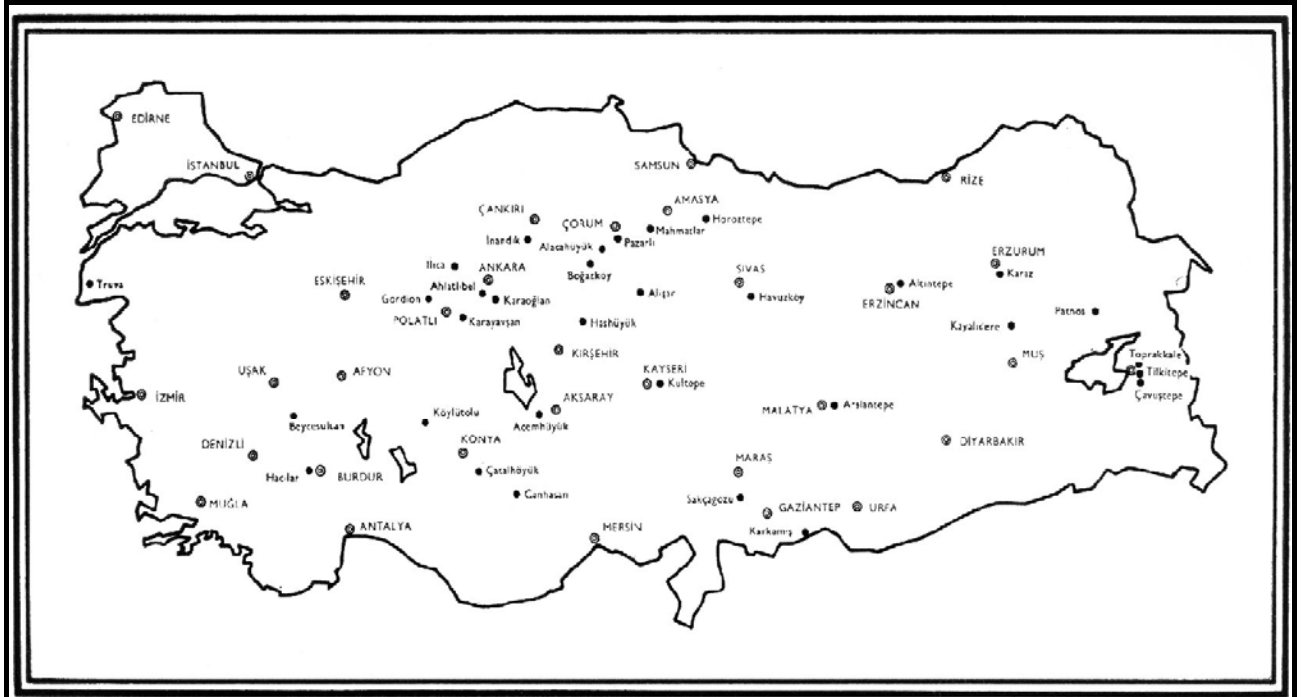 EDİRNE
İSTANBUL
SAMSUN
RİZE
AMASYA
ÇANKIRI
Horoztepe
ÇORUM
Mahmatlar
İnandık
Pazarlı
Alacahüyük
ERZURUM
Boğazköy
Ilıca
ANKARA
Karaz
SIVAS
Truva
ESKİŞEHİR
Ahlatlıbel
Altıntepe
Alişar
Gordion
Karaoğlan
Havuzköy
ERZİNCAN
POLATLI
Karayavşan
Patnos
Hashüyük
Kayalıdere
KIRŞEHİR
MUŞ
Toprakkale
UŞAK
AFYON
KAYSERİ
Kültepe
Tilkitepe
İZMİR
AKSARAY
Çavuştepe
Köylütolu
Acemhüyük
MALATYA
Arslantepe
Beycesultan
DENİZLİ
KONYA
DİYARBAKIR
MARAŞ
Hacılar
BURDUR
Çatalhöyük
MUĞLA
Canhasan
Sakçagözü
GAZİANTEP
URFA
ANTALYA
MERSİN
Karkamış